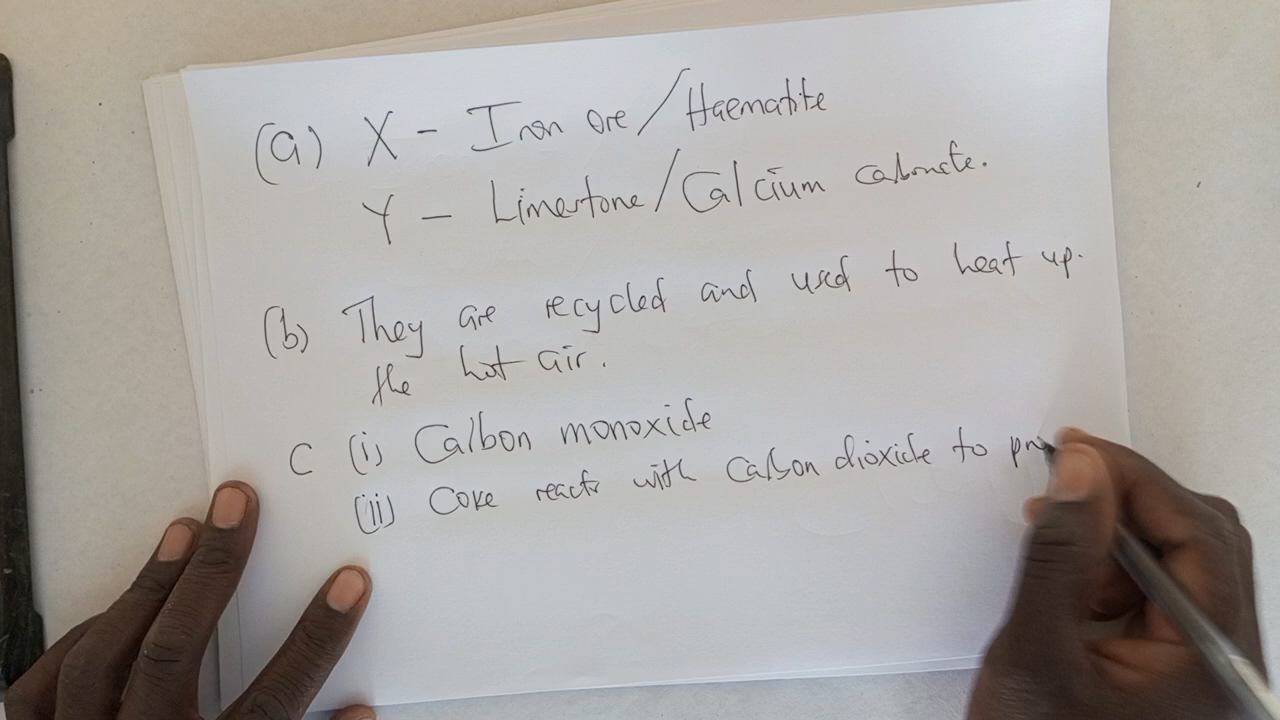 (a) X - Iron ore/Haematite
Y - Limestone/Calcium carbonate.
(b) They are recycled and used to heat up.
the hot air.
C (i) Calbon monoxide
(ii) Coke reacts with Carbon dioxide to